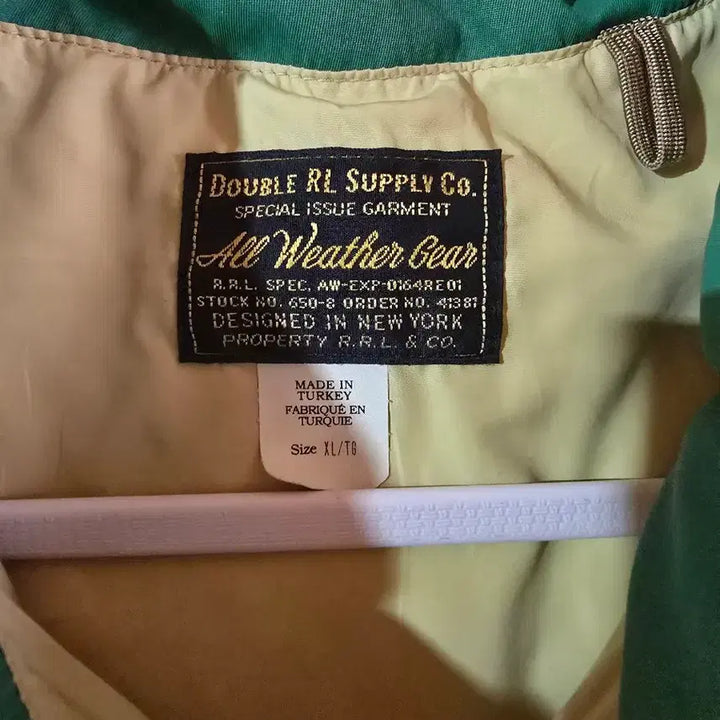 DOUBLE RL SUPPLY CO.
SPECIAL ISSUE GARMENT
All Weather Gear
R.R.L. SPEC. AW-EXP-0164RE01
STOCK NO. 650-8 ORDER NO. 41381
DESIGNED IN NEW YORK
PROPERTY R.R.L. & CO.
MADE IN
TURKEY
FABRIQUÉ EN
TURQUIE
Size XL/TG